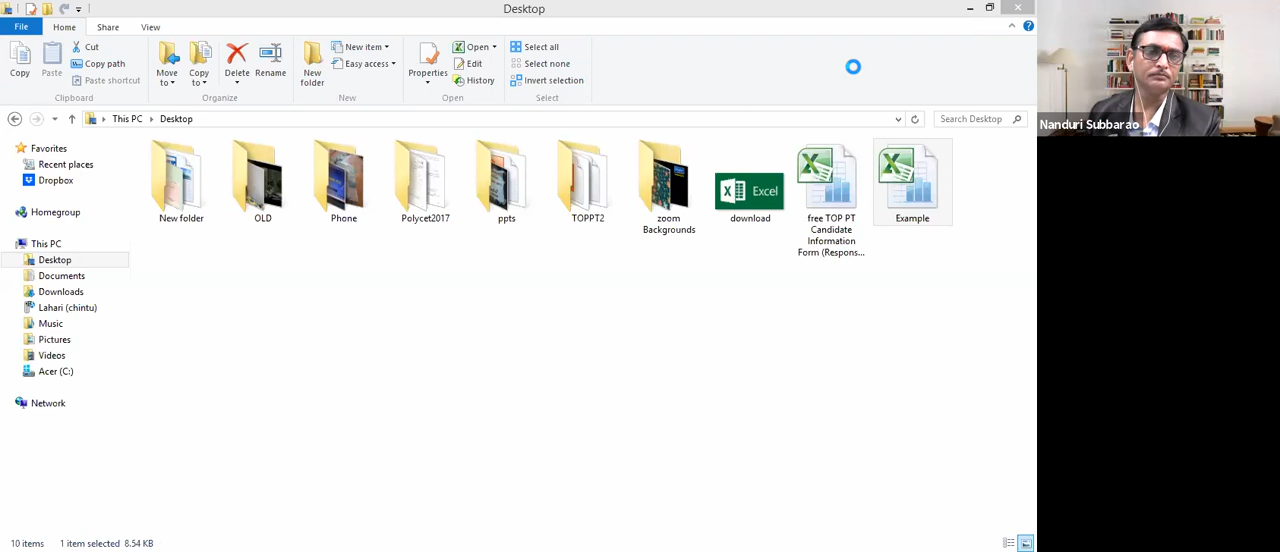 Desktop
File
Home
Share
View
Copy
Paste
Cut
Copy path
Paste shortcut
Clipboard
Move to
Copy to
Delete
Rename
Organize
New folder
New item
Easy access
New
Properties
Open
Edit
History
Open
Select all
Select none
Invert selection
Select
This PC
Desktop
Search Desktop
Favorites
Recent places
Dropbox
Homegroup
This PC
Desktop
Documents
Downloads
Lahari (chintu)
Music
Pictures
Videos
Acer (C:)
Network
New folder
OLD
Phone
Polycet2017
ppts
TOPPT2
zoom
Backgrounds
Excel
download
free TOP PT
Candidate
Information
Form (Respons...
Example
10 items
1 item selected 8.54 KB
Nanduri Subbarao